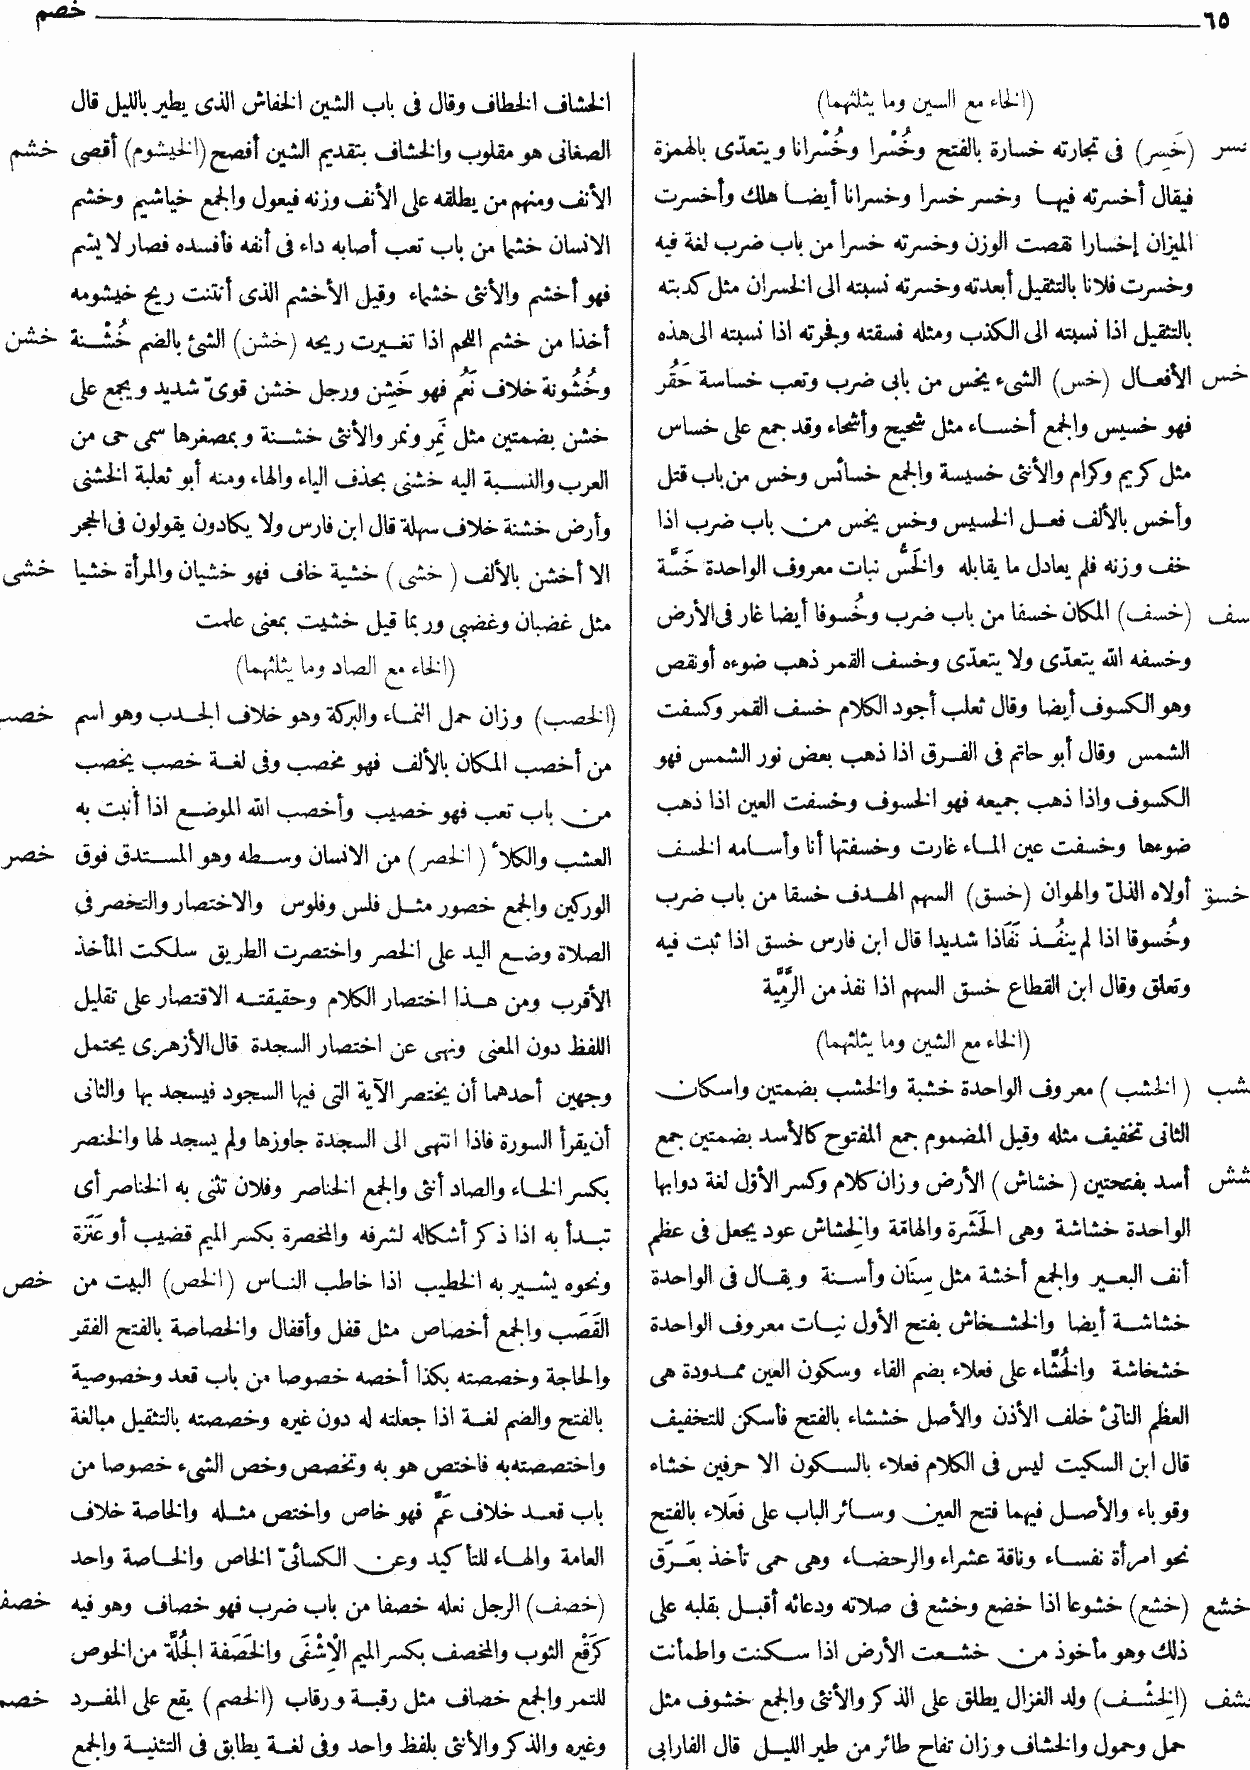 ٦٥
خصم
(الخاء مع السين وما يثلثهما)
(خَسِر) فى تجارته خسارة بالفتح وخُسْرا وخُسْرانا ويتعدّى بالهمزة
فيقال أخسرته فيها وخسر خسرا وخسرانا أيضا هلك وأخسرت
الميزان إخسارا نقصت الوزن وخسرته خسرا من باب ضرب لغة فيه
وخسرت فلانا بالتثقيل أبعدته وخسرته نسبته الى الخسران مثل كذبته
بالتثقيل اذا نسبته الى الكذب ومثله فسقته وفجرته اذا نسبته الى هذه
خس الأفعال (خس) الشىء يخس من بابى ضرب وتعب خساسة حَقُر
فهو خسيس والجمع أخساء مثل شحيح وأشحاء وقد جمع على خساس
مثل كريم وكرام والأنثى خسيسة والجمع خسائس وخس من باب قتل
وأخس بالألف فعل الخسيس وخس يخس من باب ضرب اذا
خف وزنه فلم يعادل ما يقابله والخَسُّ نبات معروف الواحدة خَسَّة
(خسف) المكان خسفا من باب ضرب وخُسوفا أيضا غار فى الأرض
وخسفه الله يتعدّى ولا يتعدّى وخسف القمر ذهب ضوءه أو نقص
وهو الكسوف أيضا وقال ثعلب أجود الكلام خسف القمر وكسفت
الشمس وقال أبو حاتم فى الفرق اذا ذهب بعض نور الشمس فهو
الكسوف واذا ذهب جميعه فهو الخسوف وخسفت العين اذا ذهب
ضوءها وخسفت عين الماء غارت وخسفتها أنا وأسامه الخسف
خسق أولاه الذلّ والهوان (خسق) السهم الهدف خسقا من باب ضرب
وخُسوقا اذا لم ينفُذ نَفَاذا شديدا قال ابن فارس خسق اذا ثبت فيه
وتعلق وقال ابن القطاع خسق السهم اذا نفذ من الرَّمِيَّة
(الخاء مع الشين وما يثلثهما)
(الخشب) معروف الواحدة خشبة والخشب بضمتين واسكان
الثانى تخفيف مثله وقيل المضموم جمع المفتوح كالأسد بضمتين جمع
أسد بفتحتين (خشاش) الأرض وزان كلام وكسر الأوّل لغة دوابها
الواحدة خشاشة وهى الحَشَرة والهامّة والخِشاش عود يجعل فى عظم
أنف البعير والجمع أخشة مثل سِنَان وأسنة ويقال فى الواحدة
خشاشة أيضا والخشخاش بفتح الأول نبات معروف الواحدة
خشخاشة والخُشَّاء على فعلاء بضم الفاء وسكون العين ممدودة هى
العظم الناتئ خلف الأذن والأصل خششاء بالفتح فأسكن للتخفيف
قال ابن السكيت ليس فى الكلام فعلاء بالسكون الا حرفين خشاء
وقوباء والأصل فيهما فتح العين وسائر الباب على فعَلاء بالفتح
نحو امرأة نفساء وناقة عشراء والرحضاء وهى حمى تأخذ بعَرَق
خشع (خشع) خشوعا اذا خضع وخشع فى صلاته ودعائه أقبل بقلبه على
ذلك وهو مأخوذ من خشعت الأرض اذا سكنت واطمأنت
(الخِشْف) ولد الغزال يطلق على الذكر والأنثى والجمع خشوف مثل
حمل وحمول والخشاف وزان تفاح طائر من طير الليل قال الفارابى
الخشاف الخطاف وقال فى باب الشين الخفاش الذى يطير بالليل قال
الصغانى هو مقلوب والخشاف بتقديم الشين أفصح (الخيشوم) أقصى خشم
الأنف ومنهم من يطلقه على الأنف وزنه فيعول والجمع خياشيم وخشم
الانسان خشما من باب تعب أصابه داء فى أنفه فأفسده فصار لا يشم
فهو أخشم والأنثى خشماء وقيل الأخشم الذى أنتنت ريح خيشومه
أخذا من خشم اللحم اذا تغيرت ريحه (خشن) الشئ بالضم خُشْنة خشن
وخُشُونة خلاف نَعُم فهو خَشِن ورجل خشن قوىّ شديد ويجمع على
خشن بضمتين مثل نَمِر ونمر والأنثى خشنة وبمصغرها سمى حى من
العرب والنسبة اليه خشنى بحذف الياء والهاء ومنه أبو ثعلبة الخشنى
وأرض خشنة خلاف سهلة قال ابن فارس ولا يكادون يقولون فى الحجر
الا أخشن بالألف (خشى) خشية خاف فهو خشيان والمرأة خشيا خشى
مثل غضبان وغضبى وربما قيل خشيت بمعنى علمت
(الخاء مع الصاد وما يثلثهما)
(الخصب) وزان حمل النماء والبركة وهو خلاف الجدب وهو اسم
من أخصب المكان بالألف فهو مخصب وفى لغة خصب يخصب
من باب تعب فهو خصيب وأخصب الله الموضع اذا أنبت به
العشب والكلأ (الخصر) من الانسان وسطه وهو المستدق فوق خصر
الوركين والجمع خصور مثل فلس وفلوس والاختصار والتخصر فى
الصلاة وضع اليد على الخصر واختصرت الطريق سلكت المأخذ
الأقرب ومن هذا اختصار الكلام وحقيقته الاقتصار على تقليل
اللفظ دون المعنى ونهى عن اختصار السجدة قال الأزهرى يحتمل
وجهين أحدهما أن يختصر الآية التى فيها السجود فيسجد بها والثانى
أن يقرأ السورة فاذا انتهى الى السجدة جاوزها ولم يسجد لها والخنصر
بكسر الخاء والصاد أنثى والجمع الخناصر وفلان تثنى به الخناصر أى
تبدأ به اذا ذكر أشكاله لشرفه والمخصرة بكسر الميم قضيب أو عَنَزة
ونحوه يشير به الخطيب اذا خاطب الناس (الخص) البيت من خص
القَصَب والجمع أخصاص مثل قفل وأقفال والخصاصة بالفتح الفقر
والحاجة وخصصته بكذا أخصه خصوصا من باب قعد وخصوصية
بالفتح والضم لغة اذا جعلته له دون غيره وخصصته بالتثقيل مبالغة
واختصصته به فاختص هو به وتخصص وخص الشىء خصوصا من
باب قعد خلاف عَمَّ فهو خاص واختص مثله والخاصة خلاف
العامة والهاء للتأكيد وعن الكسائىّ الخاص والخاصة واحد
(خصف) الرجل نعله خصفا من باب ضرب فهو خصاف وهو فيه
كَرَقْع الثوب والمخصف بكسر الميم الْإِشْفَى والخَصَفة الجُلَّة من الخوص
للتمر والجمع خصاف مثل رقبة ورقاب (الخصم) يقع على المفرد خصم
وغيره والذكر والأنثى بلفظ واحد وفى لغة يطابق فى التثنية والجمع